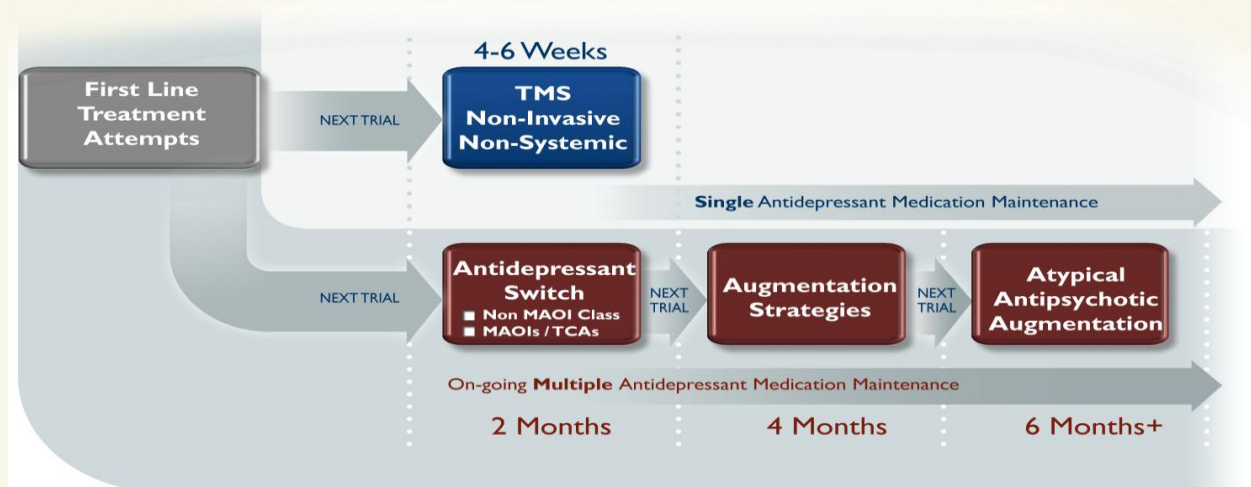 4-6 Weeks
First Line
Treatment
Attempts
NEXT TRIAL
TMS
Non-Invasive
Non-Systemic
Single Antidepressant Medication Maintenance
NEXT TRIAL
Antidepressant
Switch
Non MAOI Class
MAOIs / TCAs
NEXT
TRIAL
Augmentation
Strategies
NEXT
TRIAL
Atypical
Antipsychotic
Augmentation
On-going Multiple Antidepressant Medication Maintenance
2 Months
4 Months
6 Months+